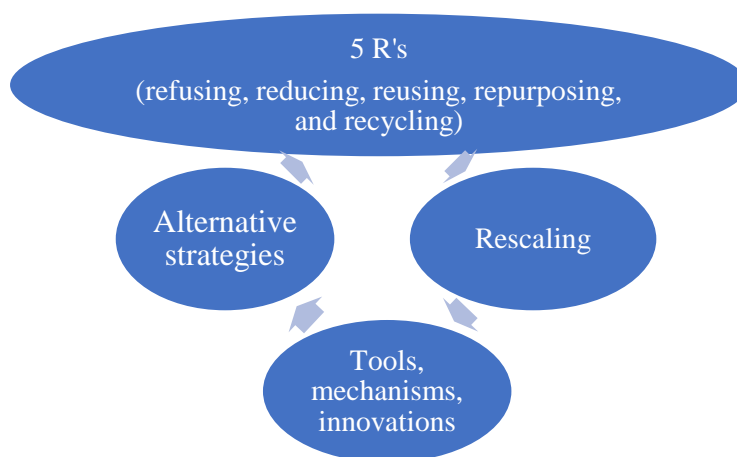 5 R's
(refusing, reducing, reusing, repurposing,
and recycling)
Alternative
strategies
Rescaling
Tools,
mechanisms,
innovations